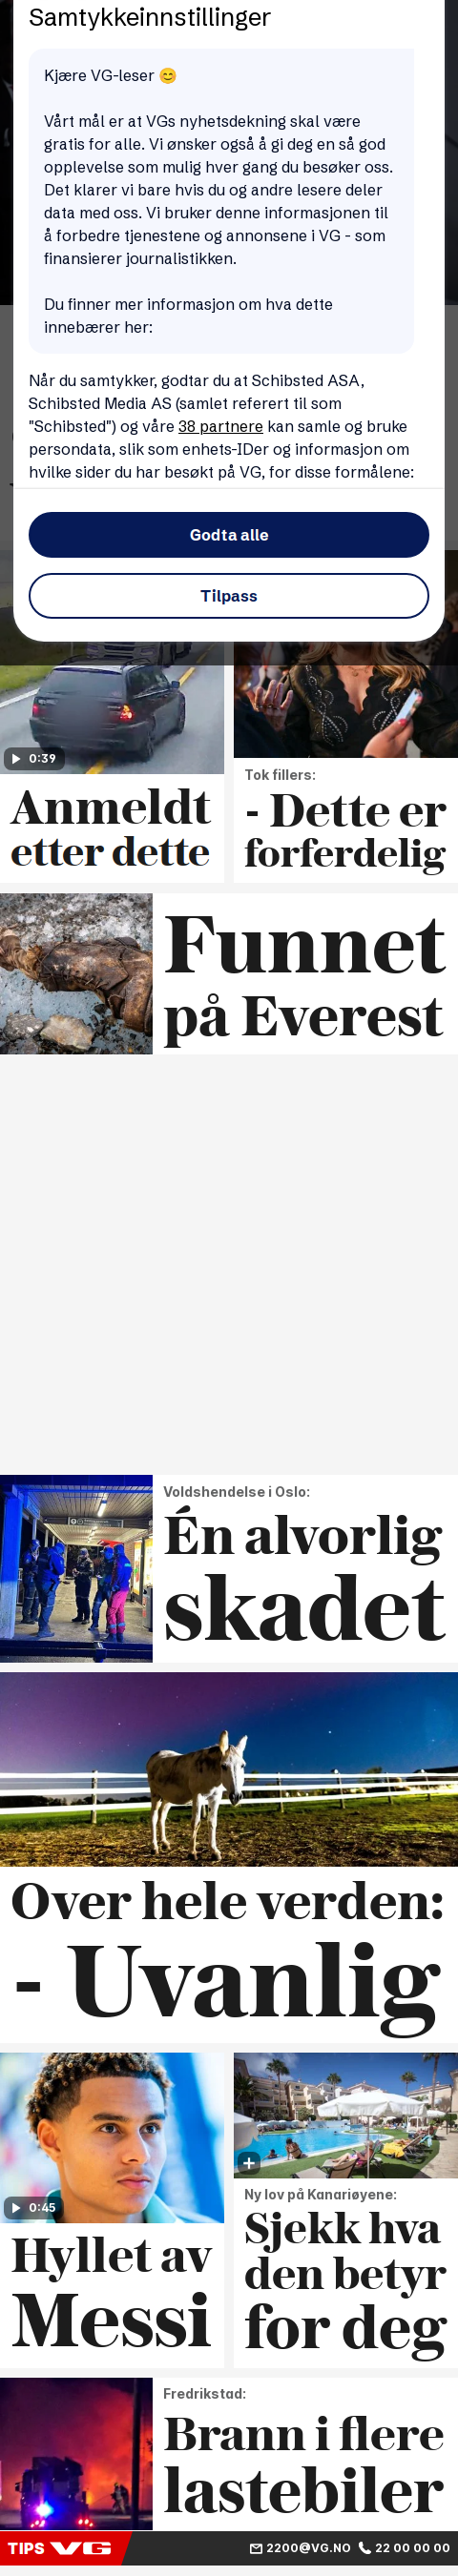 Samtykkeinnstillinger
Kjære VG-leser 😊
Vårt mål er at VGs nyhetsdekning skal være
gratis for alle. Vi ønsker også å gi deg en så god
opplevelse som mulig hver gang du besøker oss.
Det klarer vi bare hvis du og andre lesere deler
data med oss. Vi bruker denne informasjonen til
å forbedre tjenestene og annonsene i VG - som
finansierer journalistikken.
Du finner mer informasjon om hva dette
innebærer her:
Når du samtykker, godtar du at Schibsted ASA,
Schibsted Media AS (samlet referert til som
"Schibsted") og våre 38 partnere kan samle og bruke
persondata, slik som enhets-IDer og informasjon om
hvilke sider du har besøkt på VG, for disse formålene:
Godta alle
Tilpass
0:39
Anmeldt
etter dette
Tok fillers:
- Dette er
forferdelig
Funnet
på Everest
Voldshendelse i Oslo:
Én alvorlig
skadet
Over hele verden:
- Uvanlig
0:45
Hyllet av
Messi
Ny lov på Kanariøyene:
Sjekk hva
den betyr
for deg
Fredrikstad:
Brann i flere
lastebiler
TIPS VG 2200@VG.NO 22 00 00 00